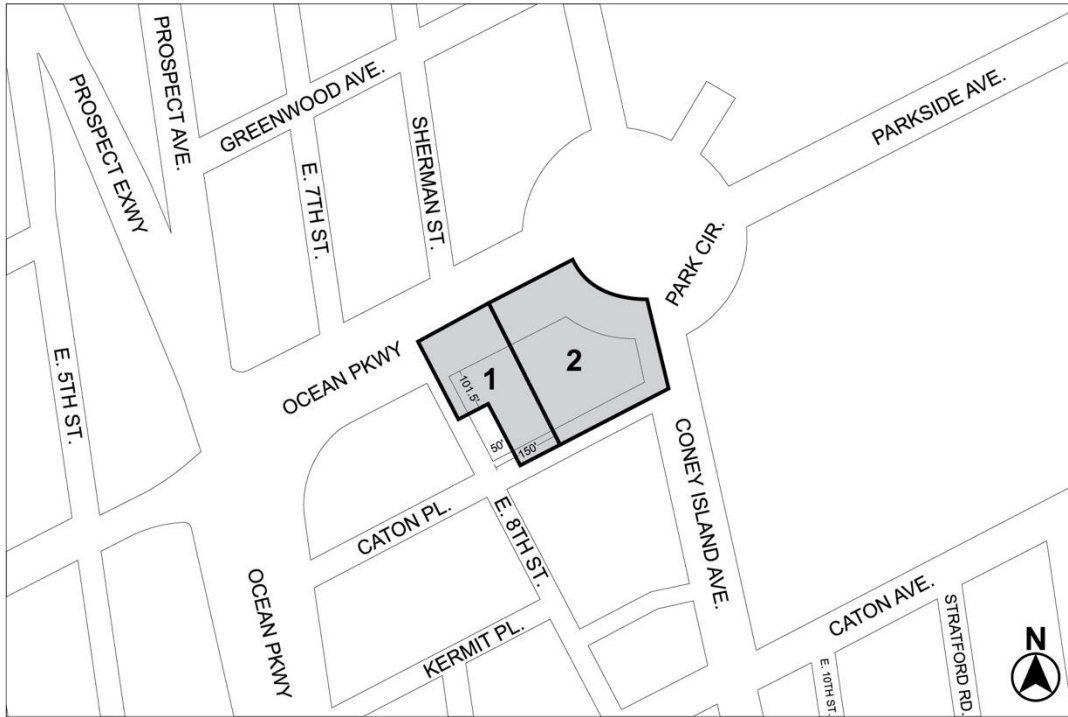 PROSPECT AVE.
PROSPECT EXWY
GREENWOOD AVE.
SHERMAN ST.
E. 7TH ST.
PARKSIDE AVE.
PARK CIR.
E. 5TH ST.
OCEAN PKWY
1
2
101.5'
50'
150'
CONEY ISLAND AVE.
CATON PL.
E. 8TH ST.
OCEAN PKWY
KERMIT PL.
CATON AVE.
STRATFORD RD.
E. 10TH ST.
N